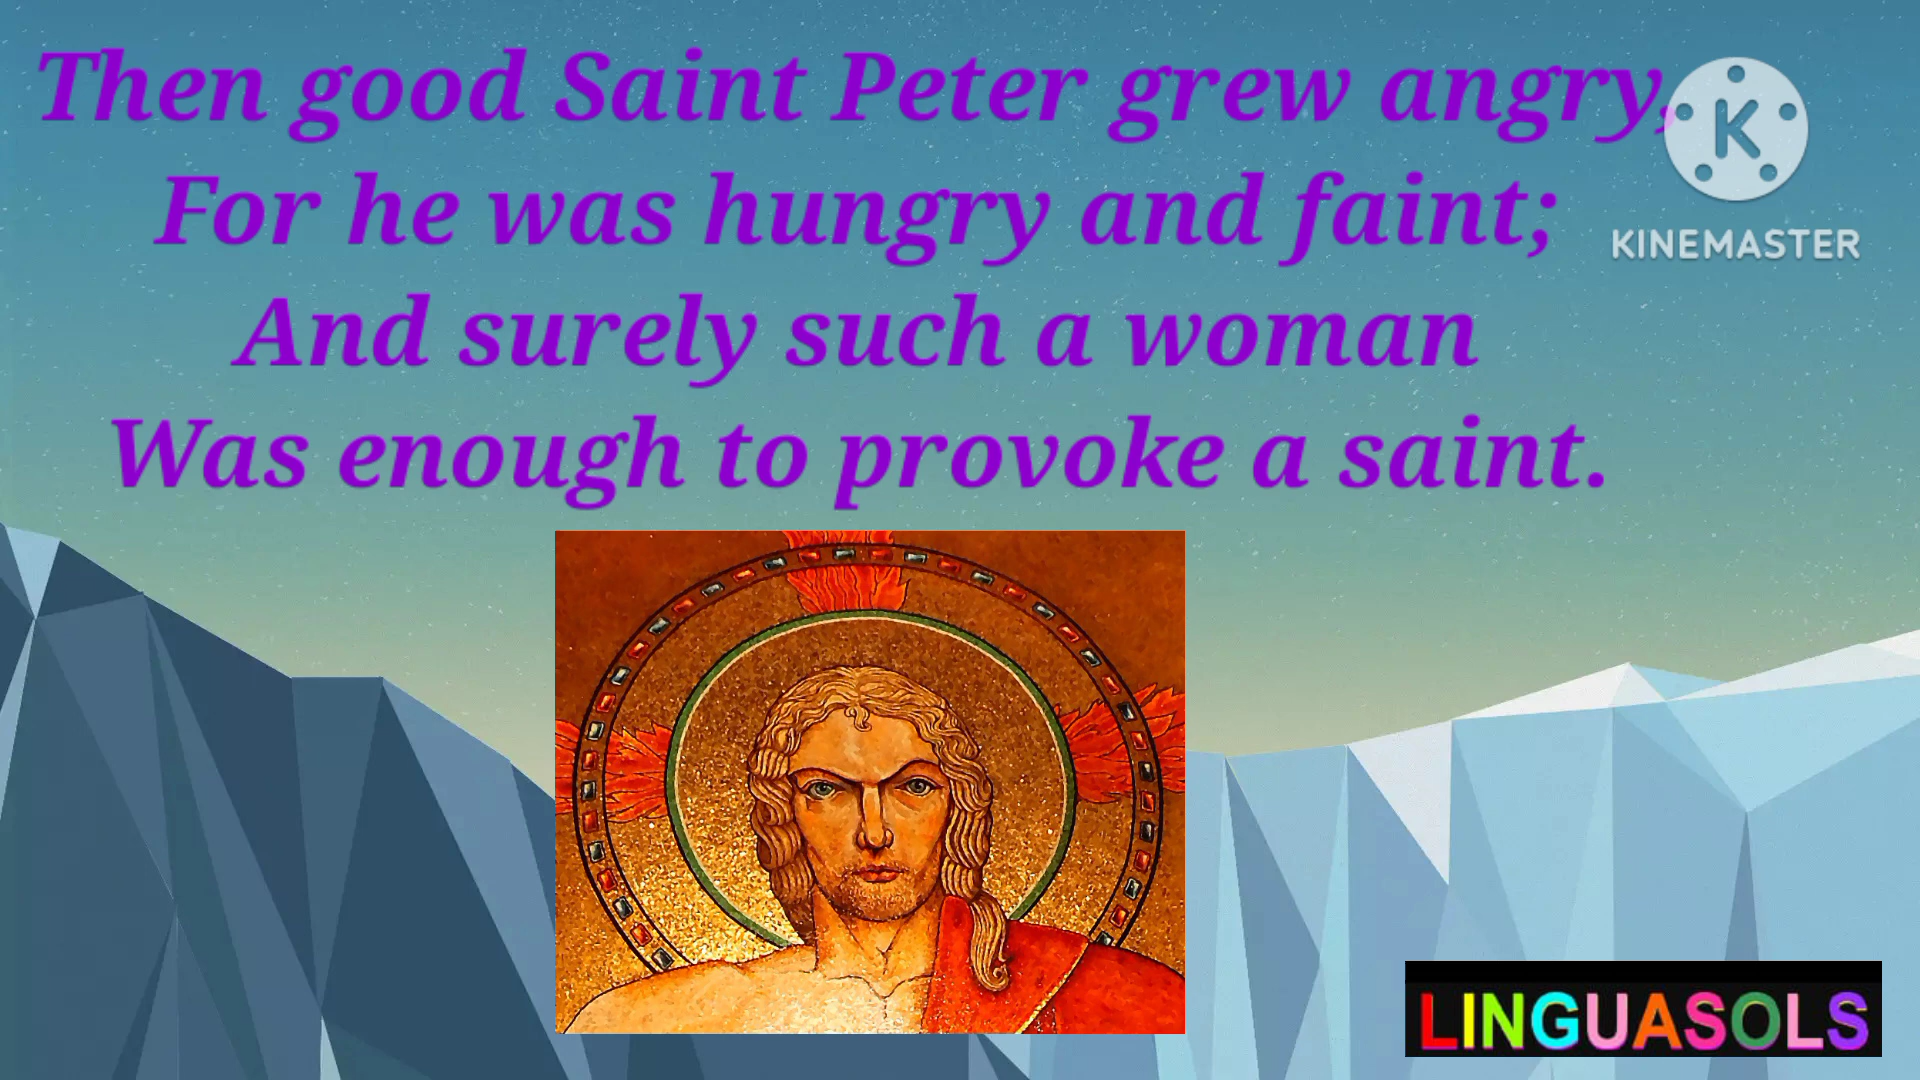 Then good Saint Peter grew angry,
For he was hungry and faint;
And surely such a woman
Was enough to provoke a saint.
K
KINEMASTER
LINGUASOLS